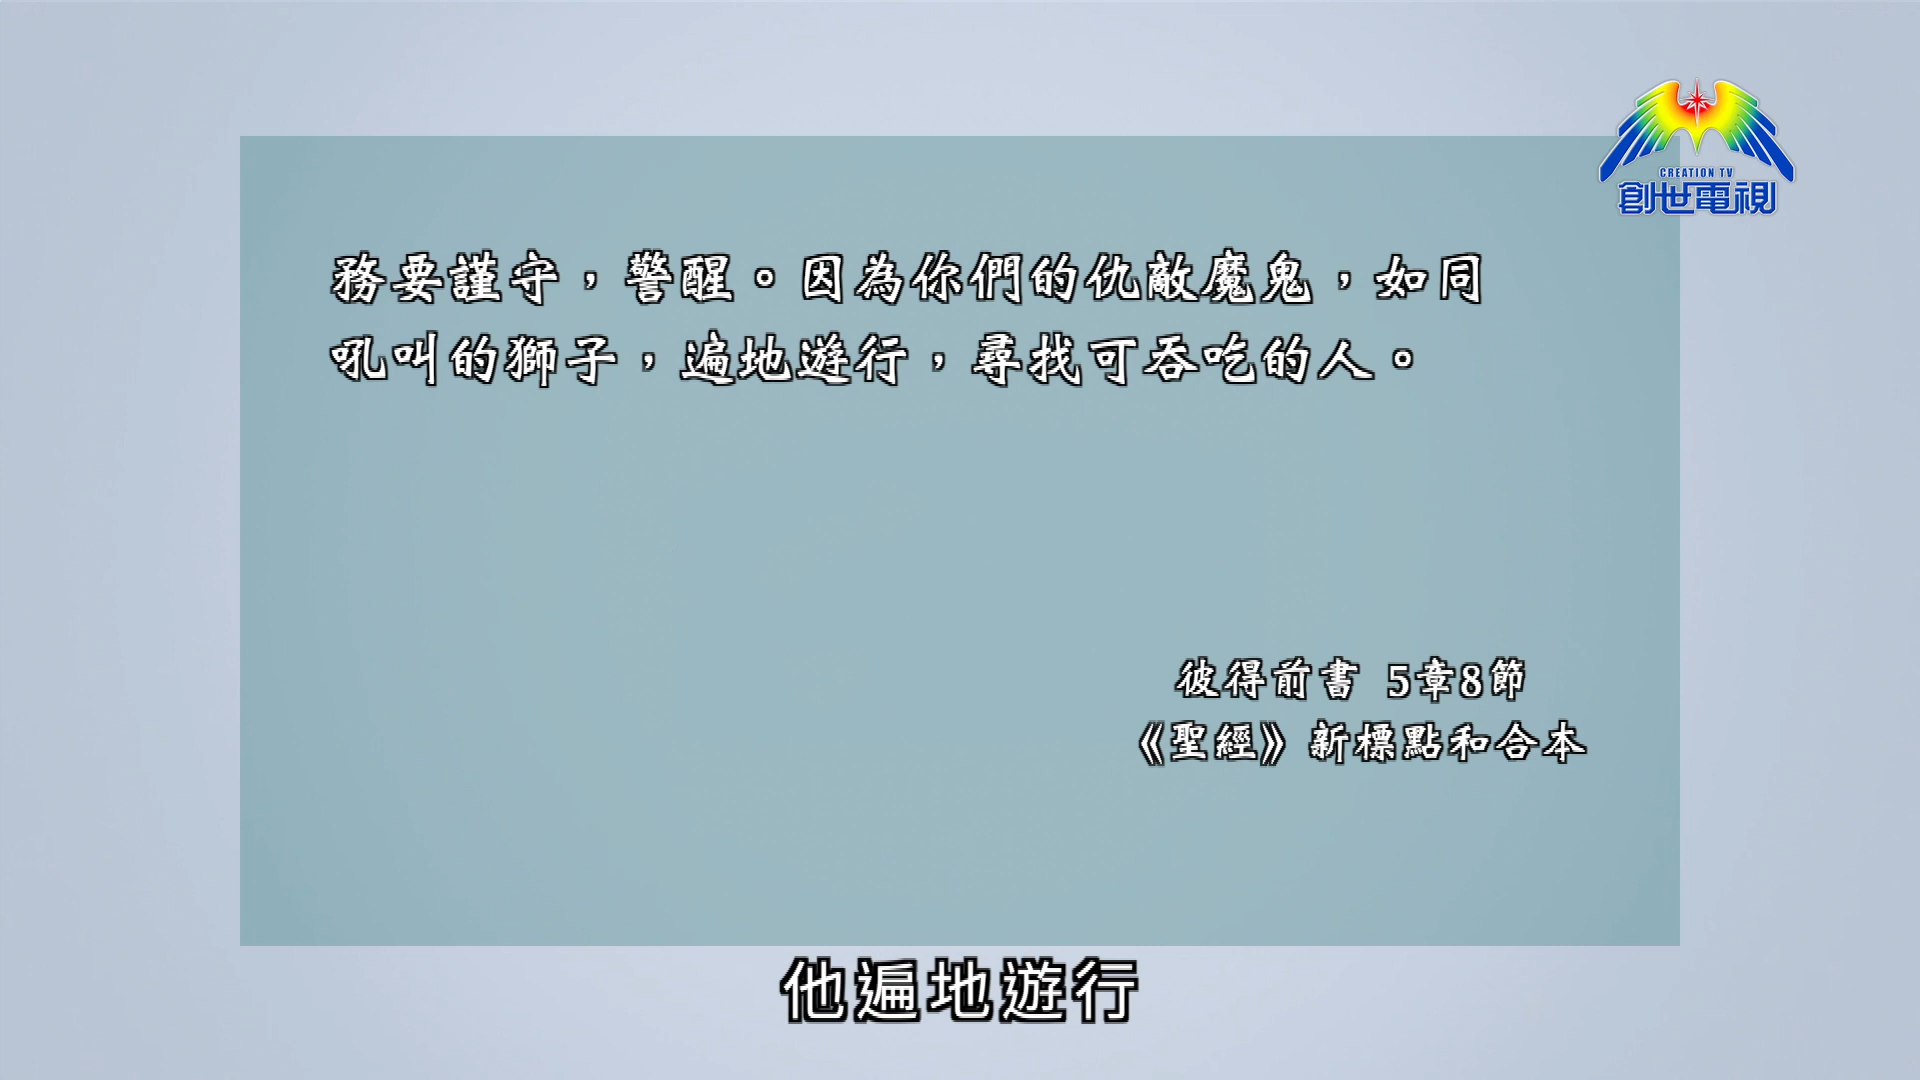 CREATION TV
創世電視
務要謹守，警醒。因為你們的仇敵魔鬼，如同
吼叫的獅子，遍地遊行，尋找可吞吃的人。
彼得前書 5章8節
《聖經》新標點和合本
他遍地遊行